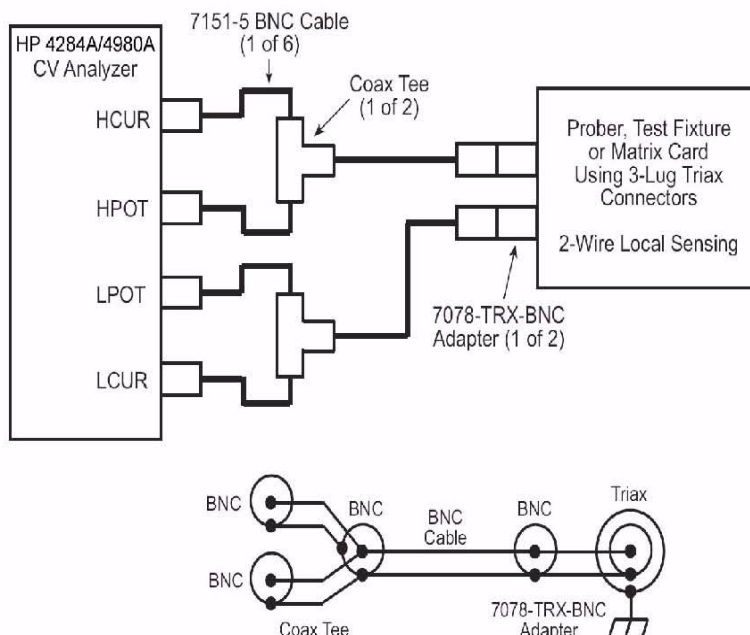 7151-5 BNC Cable
(1 of 6)
HP 4284A/4980A
CV Analyzer
Coax Tee
(1 of 2)
HCUR
HPOT
LPOT
LCUR
Prober, Test Fixture
or Matrix Card
Using 3-Lug Triax
Connectors
2-Wire Local Sensing
7078-TRX-BNC
Adapter (1 of 2)
BNC
BNC
BNC
Cable
BNC
Triax
BNC
Coax Tee
7078-TRX-BNC
Adapter